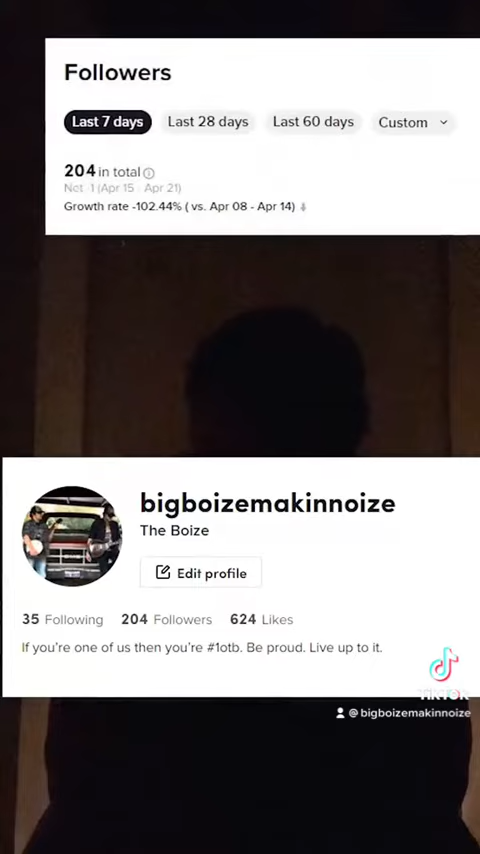 Followers
Last 7 days Last 28 days Last 60 days Custom
204 in total
Net -1 (Apr 15 - Apr 21)
Growth rate -102.44% ( vs. Apr 08 - Apr 14)
bigboizemakinnoize
The Boize
Edit profile
35 Following 204 Followers 624 Likes
If you're one of us then you're #1otb. Be proud. Live up to it.
TikTok
@bigboizemakinnoize